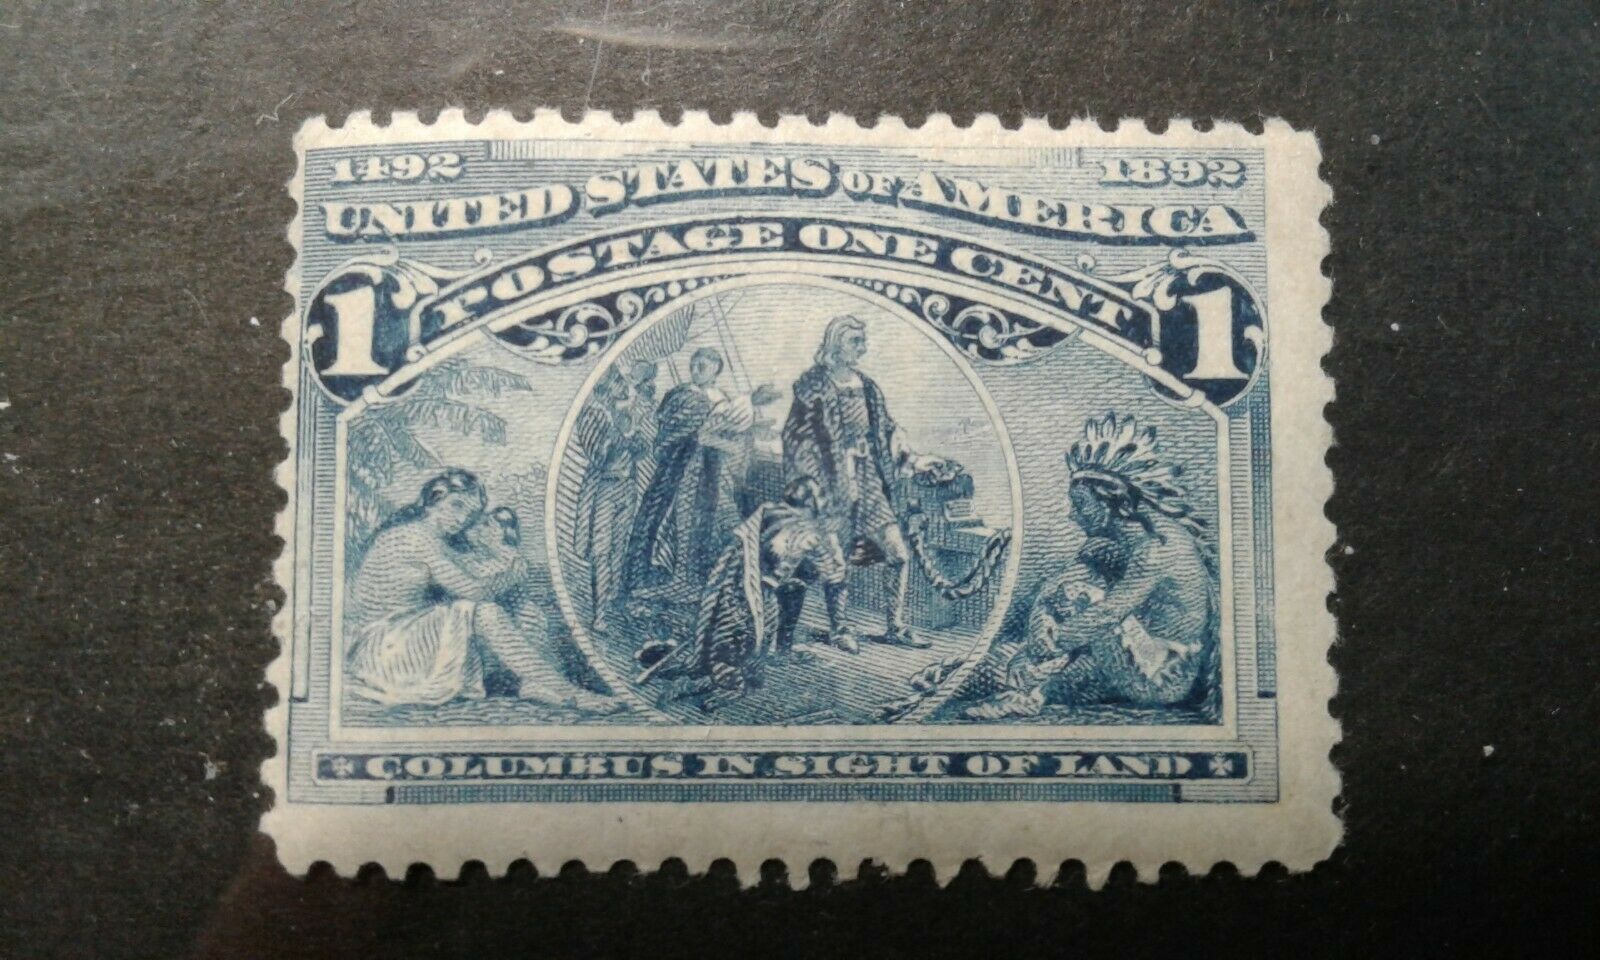 1492 1892
UNITED STATES OF AMERICA
POSTAGE ONE CENT
1 1
COLUMBUS IN SIGHT OF LAND